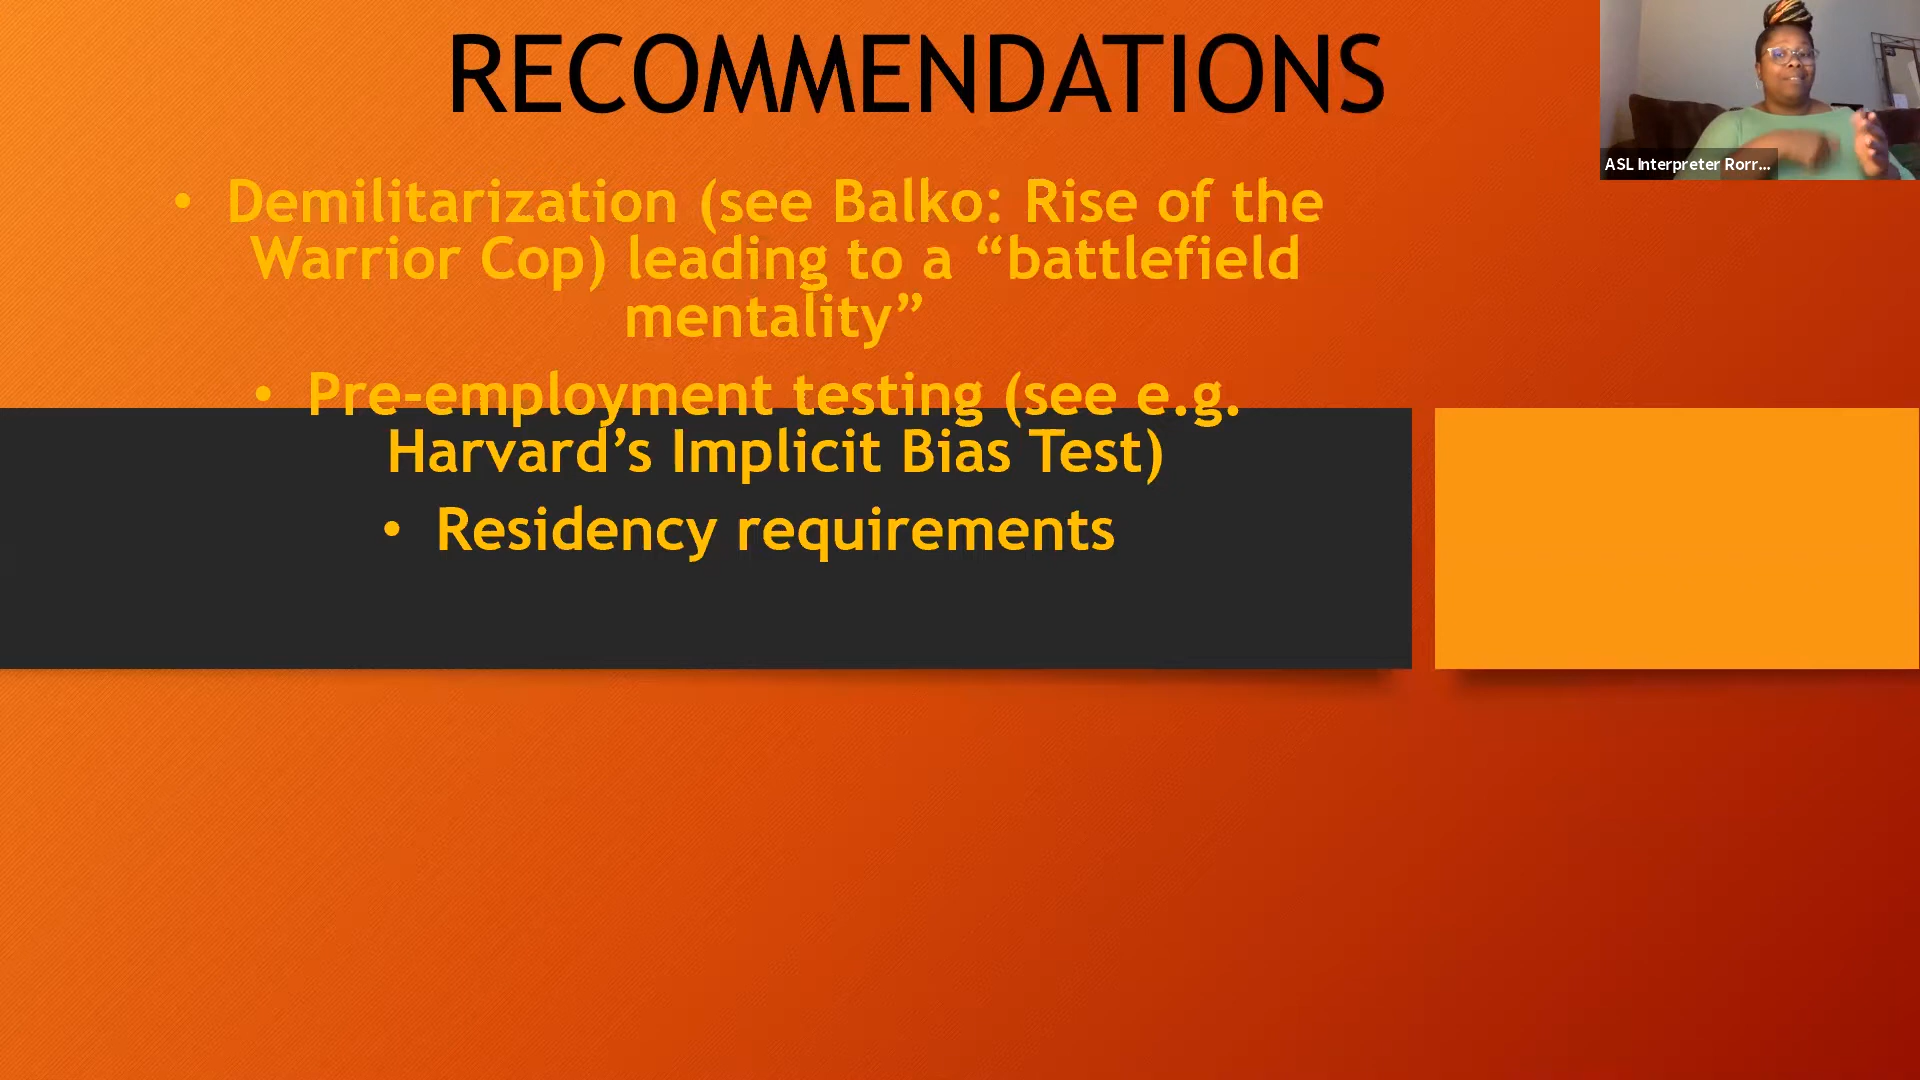 RECOMMENDATIONS
• Demilitarization (see Balko: Rise of the
Warrior Cop) leading to a “battlefield
mentality”
• Pre-employment testing (see e.g.
Harvard’s Implicit Bias Test)
• Residency requirements
ASL Interpreter Rorr...